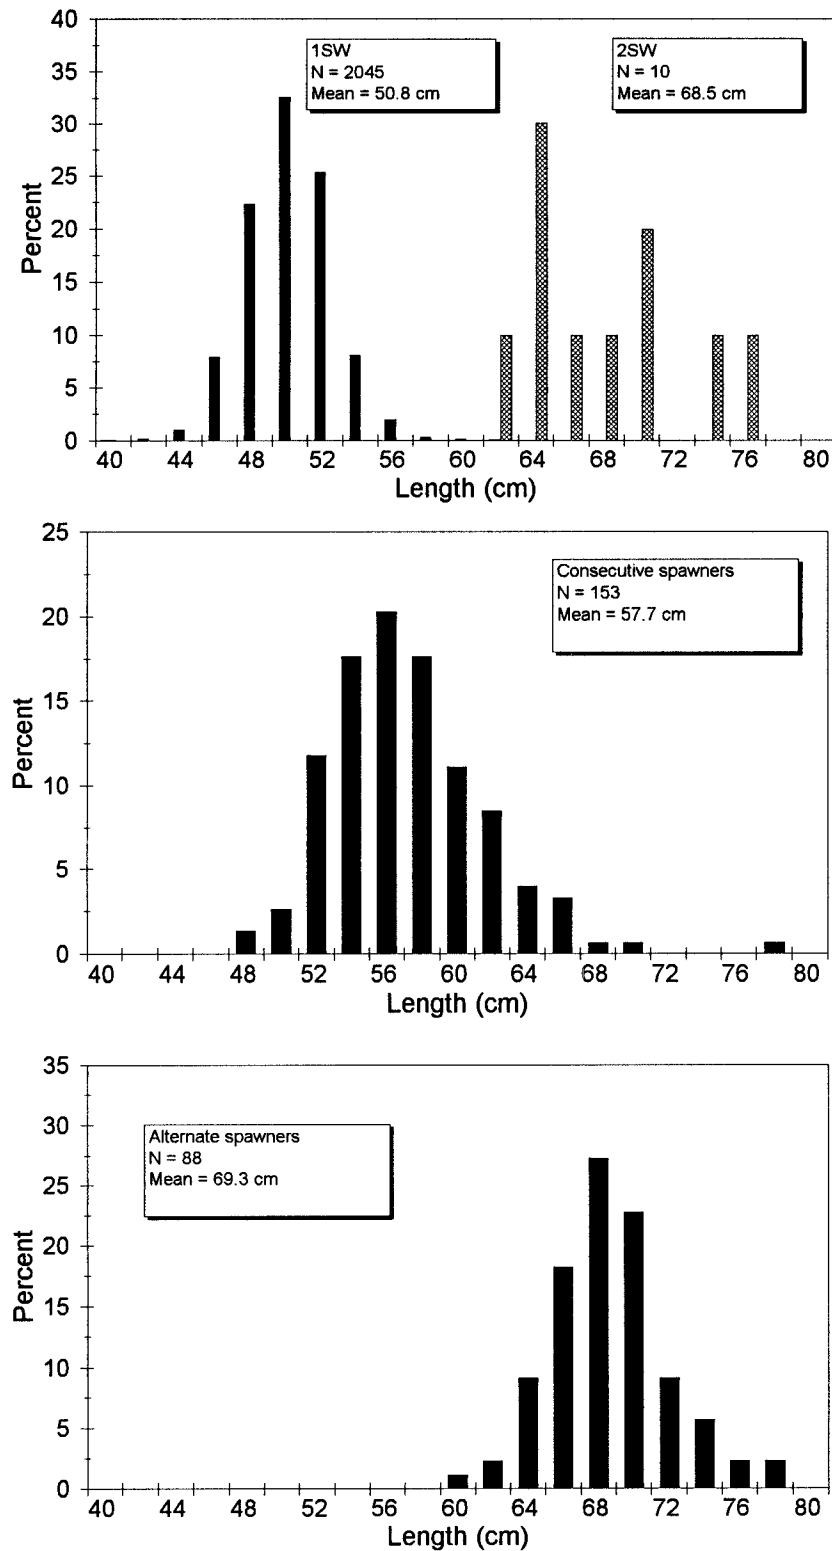 40
35
30
25
20
15
10
5
0
Percent
1SW
N = 2045
Mean = 50.8 cm
2SW
N = 10
Mean = 68.5 cm
40 44 48 52 56 60 64 68 72 76 80
Length (cm)
25
20
15
10
5
0
Percent
Consecutive spawners
N = 153
Mean = 57.7 cm
40 44 48 52 56 60 64 68 72 76 80
Length (cm)
35
30
25
20
15
10
5
0
Percent
Alternate spawners
N = 88
Mean = 69.3 cm
40 44 48 52 56 60 64 68 72 76 80
Length (cm)